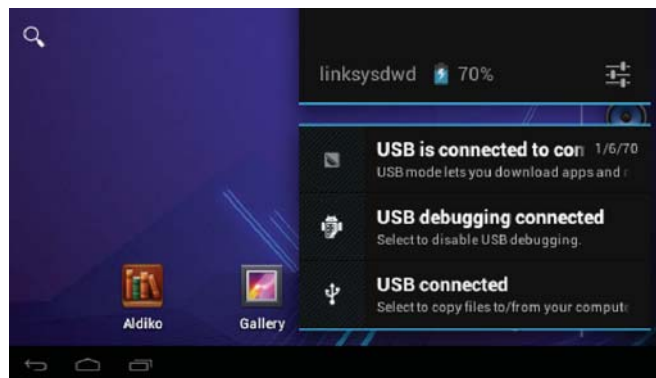 linksysdwd 70%
USB is connected to con 1/6/70
USB mode lets you download apps and
USB debugging connected
Select to disable USB debugging.
USB connected
Select to copy files to/from your compute
Aldiko Gallery